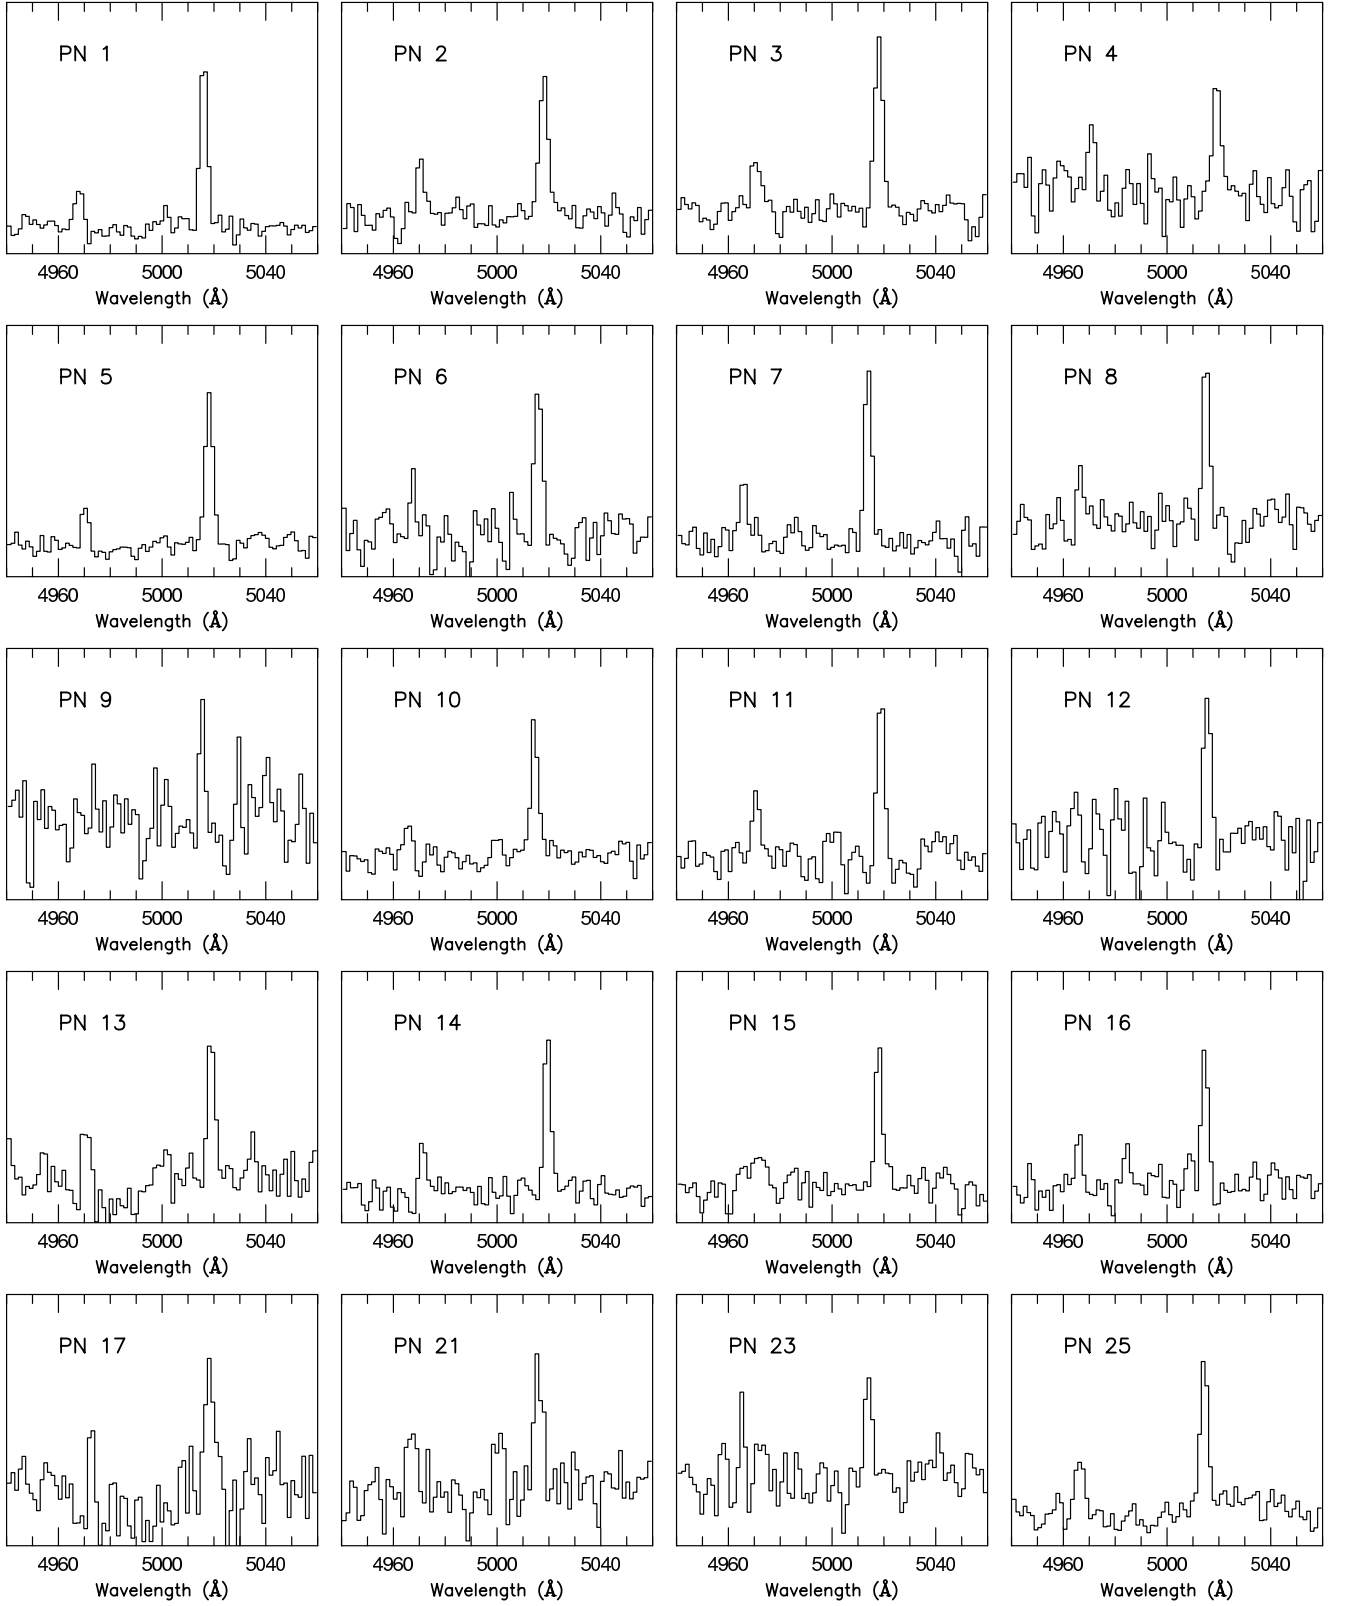 PN 1
PN 2
PN 3
PN 4
4960 5000 5040
4960 5000 5040
4960 5000 5040
4960 5000 5040
Wavelength (Å)
Wavelength (Å)
Wavelength (Å)
Wavelength (Å)
PN 5
PN 6
PN 7
PN 8
4960 5000 5040
4960 5000 5040
4960 5000 5040
4960 5000 5040
Wavelength (Å)
Wavelength (Å)
Wavelength (Å)
Wavelength (Å)
PN 9
PN 10
PN 11
PN 12
4960 5000 5040
4960 5000 5040
4960 5000 5040
4960 5000 5040
Wavelength (Å)
Wavelength (Å)
Wavelength (Å)
Wavelength (Å)
PN 13
PN 14
PN 15
PN 16
4960 5000 5040
4960 5000 5040
4960 5000 5040
4960 5000 5040
Wavelength (Å)
Wavelength (Å)
Wavelength (Å)
Wavelength (Å)
PN 17
PN 21
PN 23
PN 25
4960 5000 5040
4960 5000 5040
4960 5000 5040
4960 5000 5040
Wavelength (Å)
Wavelength (Å)
Wavelength (Å)
Wavelength (Å)